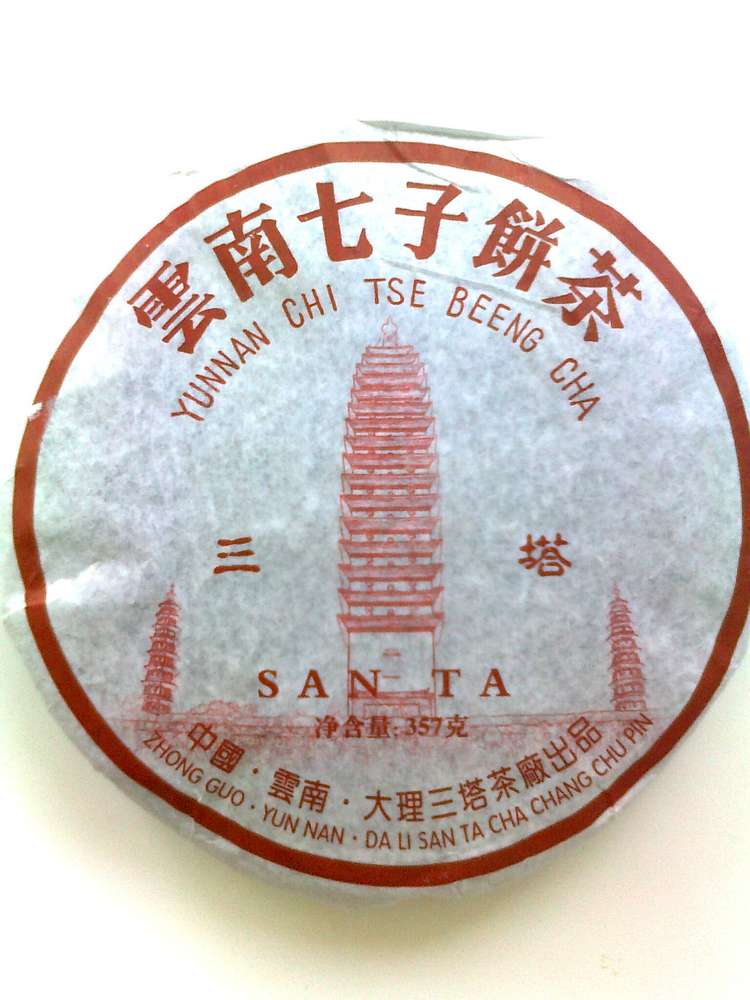 雲南七子餅茶
YUNNAN CHI TSE BEENG CHA
三 塔
SAN TA
净含量:357克
中國·雲南·大理三塔茶廠出品
ZHONG GUO·YUN NAN·DA LI SAN TA CHA CHANG CHU PIN